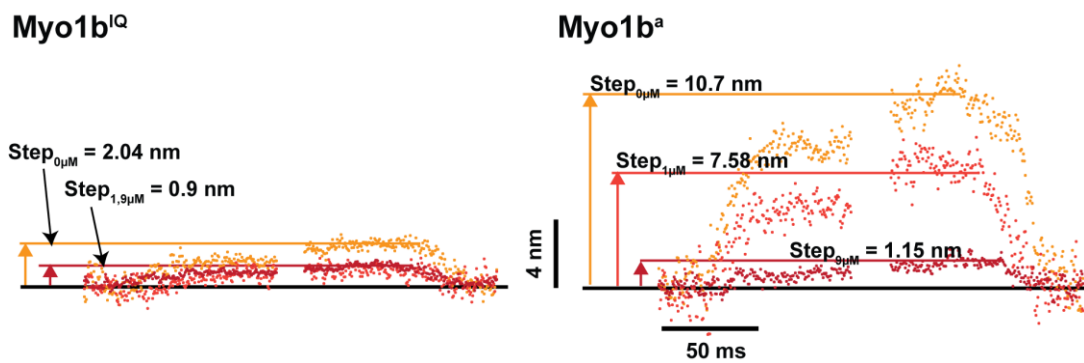 Myo1bᴵQ
Myo1bᵃ
Step₀µM = 2.04 nm
Step₁,₉µM = 0.9 nm
Step₀µM = 10.7 nm
Step₁µM = 7.58 nm
Step₉µM = 1.15 nm
4 nm
50 ms